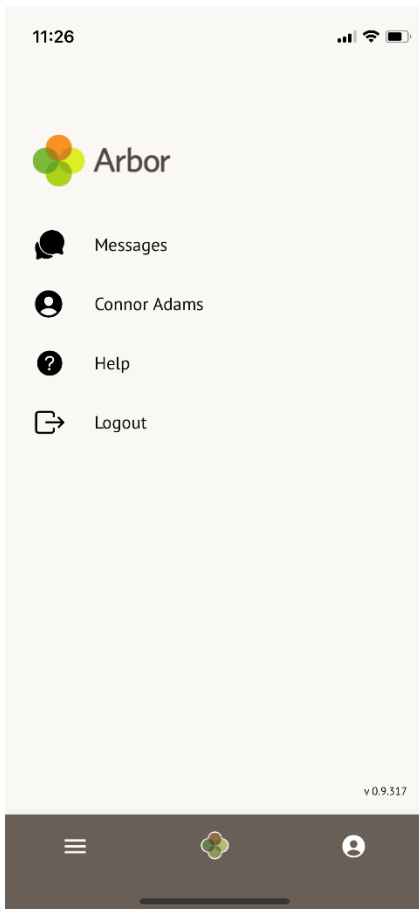 11:26
Arbor
Messages
Connor Adams
?
Help
Logout
v 0.9.317